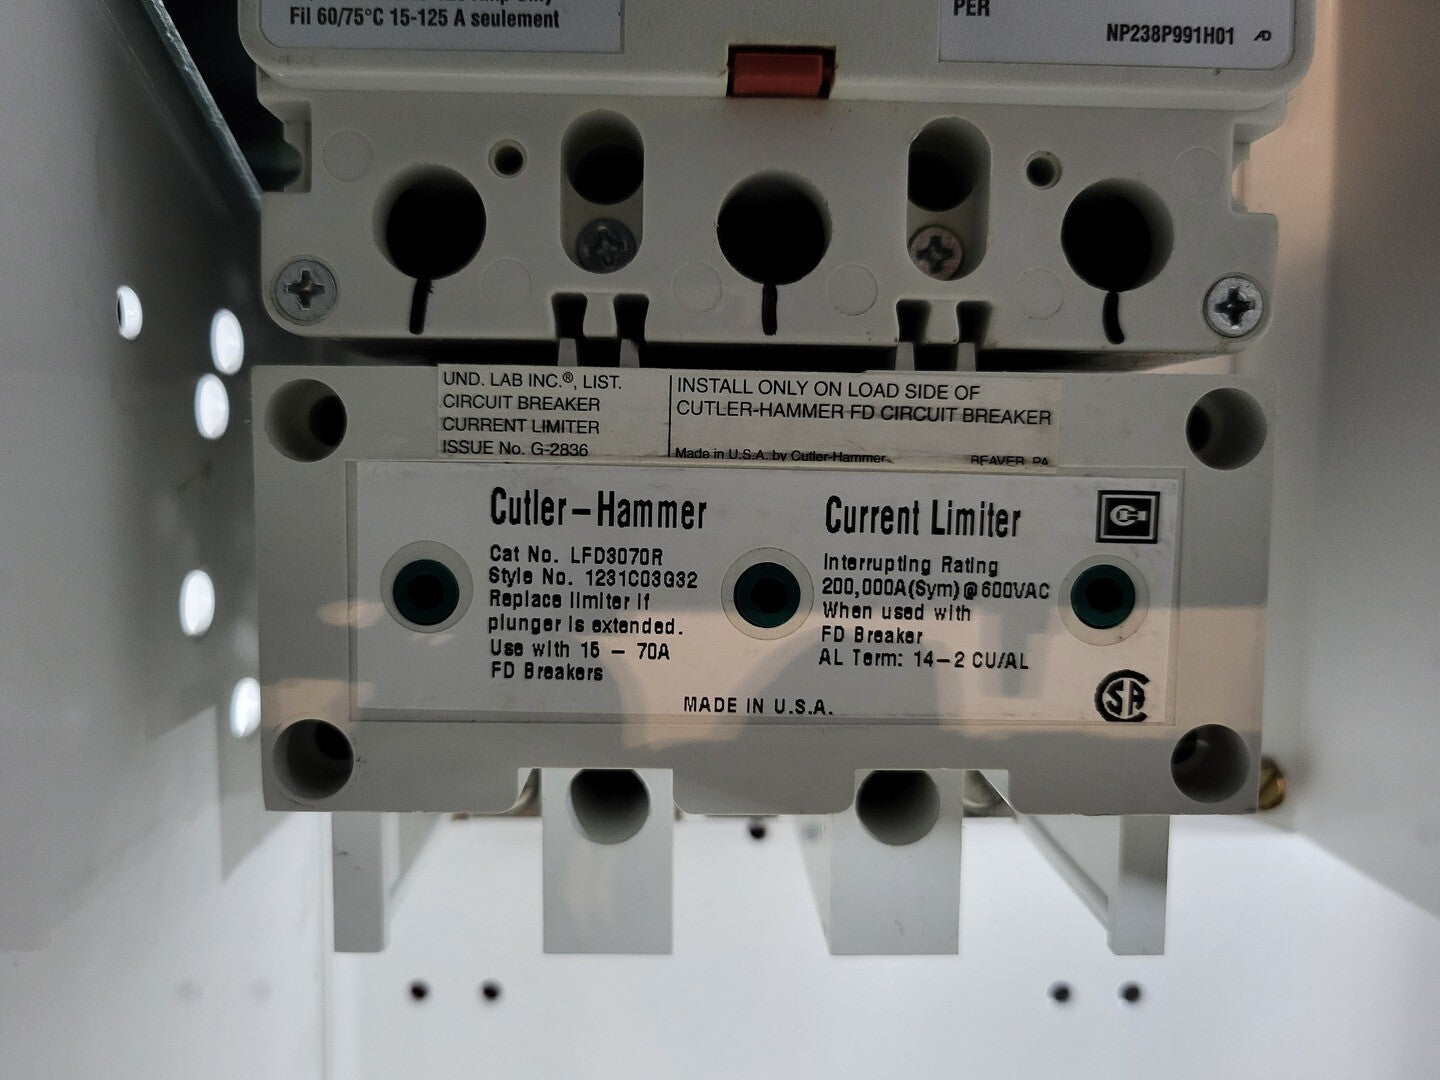 Fil 60/75°C 15-125 A seulement
PER
NP238P991H01
UND. LAB INC.®, LIST.
CIRCUIT BREAKER
CURRENT LIMITER
ISSUE No. G-2836
INSTALL ONLY ON LOAD SIDE OF
CUTLER-HAMMER FD CIRCUIT BREAKER
Made in U.S.A. by Cutler-Hammer BEAVER, PA
Cutler-Hammer
Cat No. LFD3070R
Style No. 1231C03G32
Replace limiter if
plunger is extended.
Use with 15 - 70A
FD Breakers
Current Limiter
Interrupting Rating
200,000A(Sym)@600VAC
When used with
FD Breaker
AL Term: 14-2 CU/AL
MADE IN U.S.A.